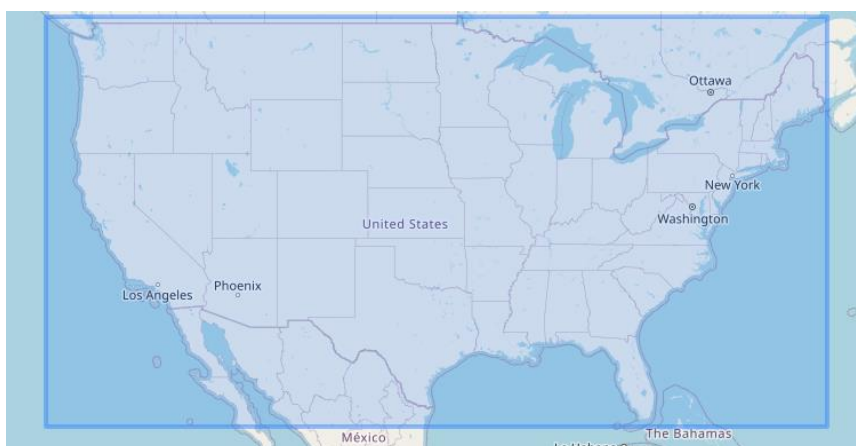 Ottawa
New York
Washington
United States
Phoenix
Los Angeles
The Bahamas
México